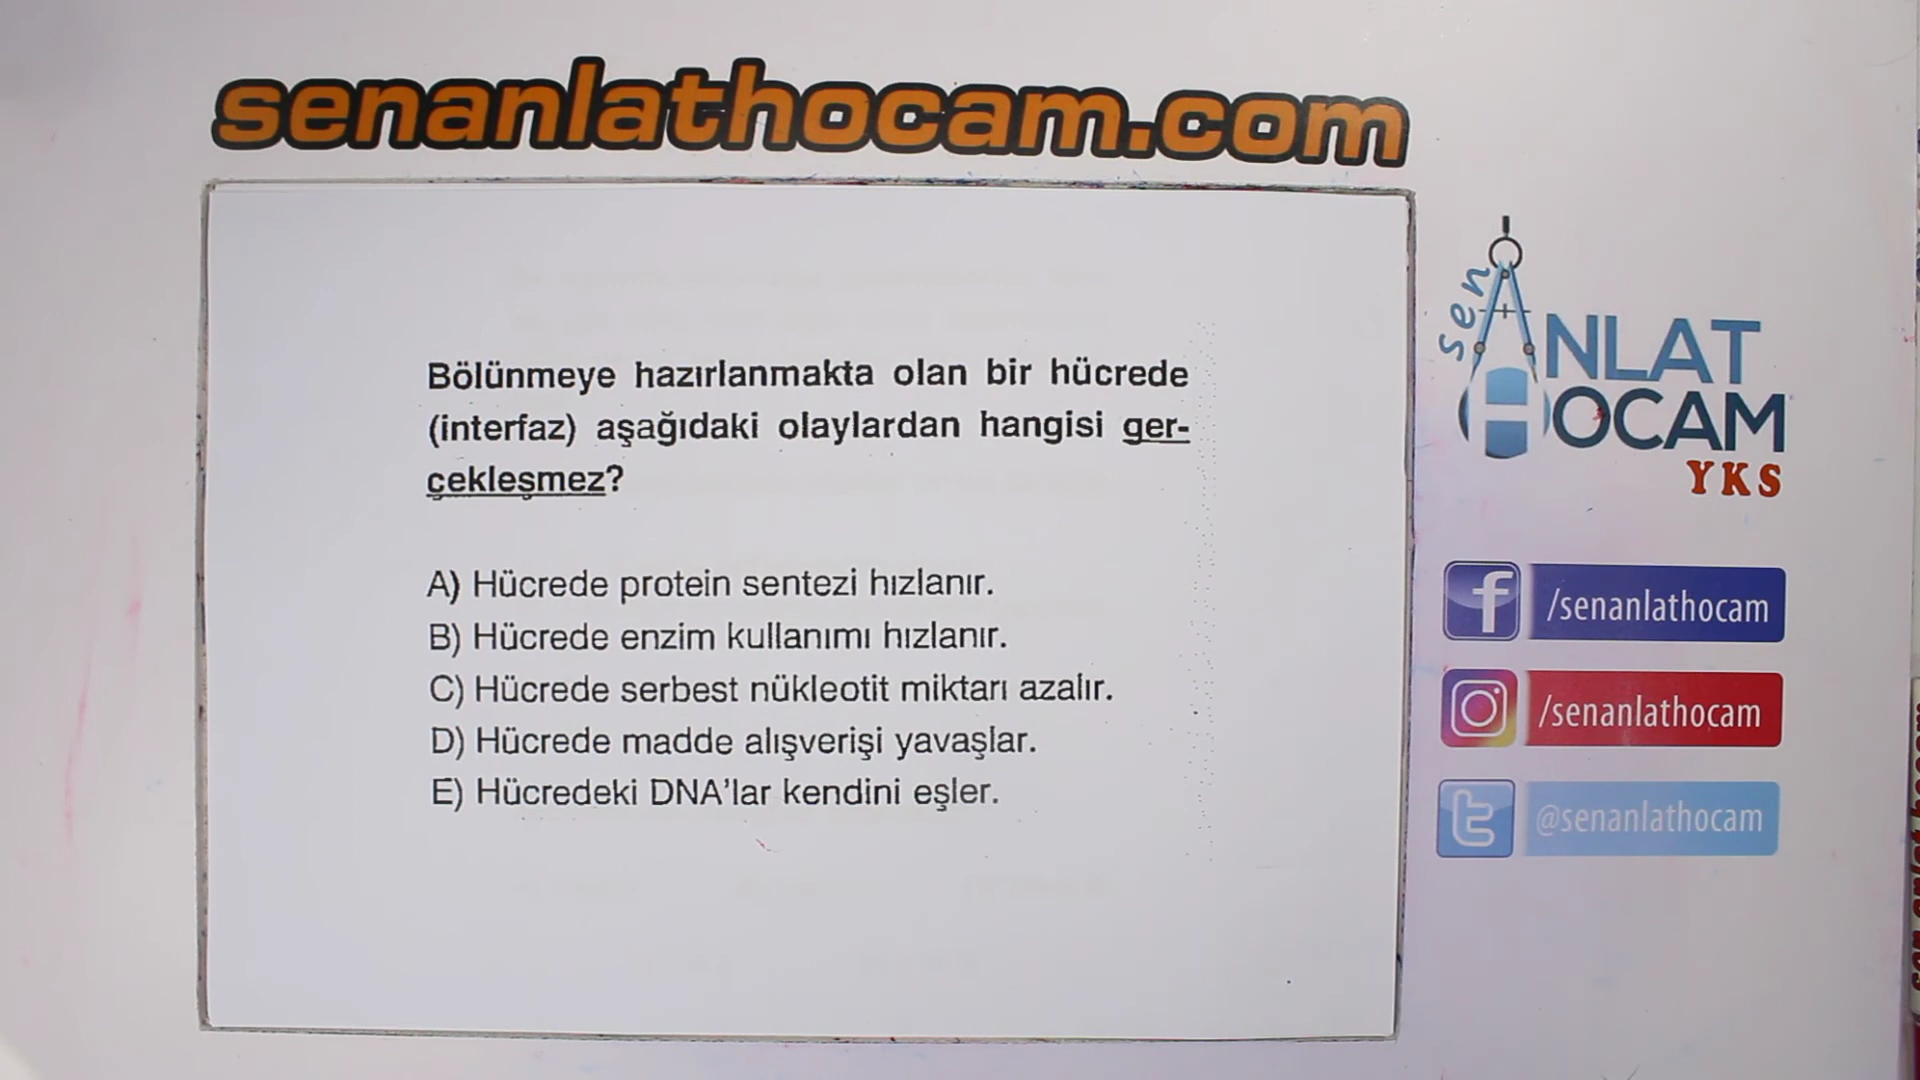 senanlathocam.com
Bölünmeye hazırlanmakta olan bir hücrede
(interfaz) aşağıdaki olaylardan hangisi ger-
çekleşmez?
A) Hücrede protein sentezi hızlanır.
B) Hücrede enzim kullanımı hızlanır.
C) Hücrede serbest nükleotit miktarı azalır.
D) Hücrede madde alışverişi yavaşlar.
E) Hücredeki DNA'lar kendini eşler.
sen
ANLAT
HOCAM
YKS
f /senanlathocam
/senanlathocam
t @senanlathocam